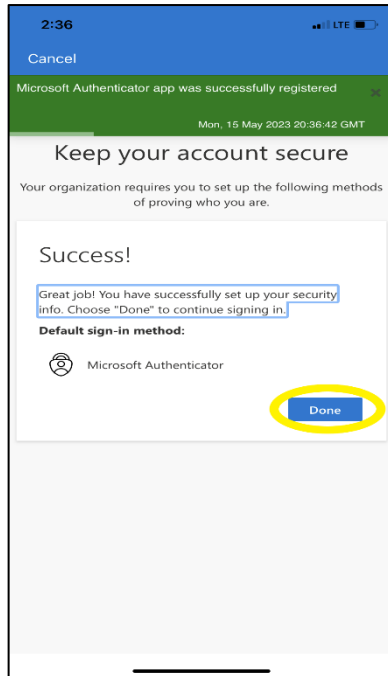 2:36
LTE
Cancel
Microsoft Authenticator app was successfully registered
Mon, 15 May 2023 20:36:42 GMT
Keep your account secure
Your organization requires you to set up the following methods
of proving who you are.
Success!
Great job! You have successfully set up your security
info. Choose "Done" to continue signing in.
Default sign-in method:
Microsoft Authenticator
Done